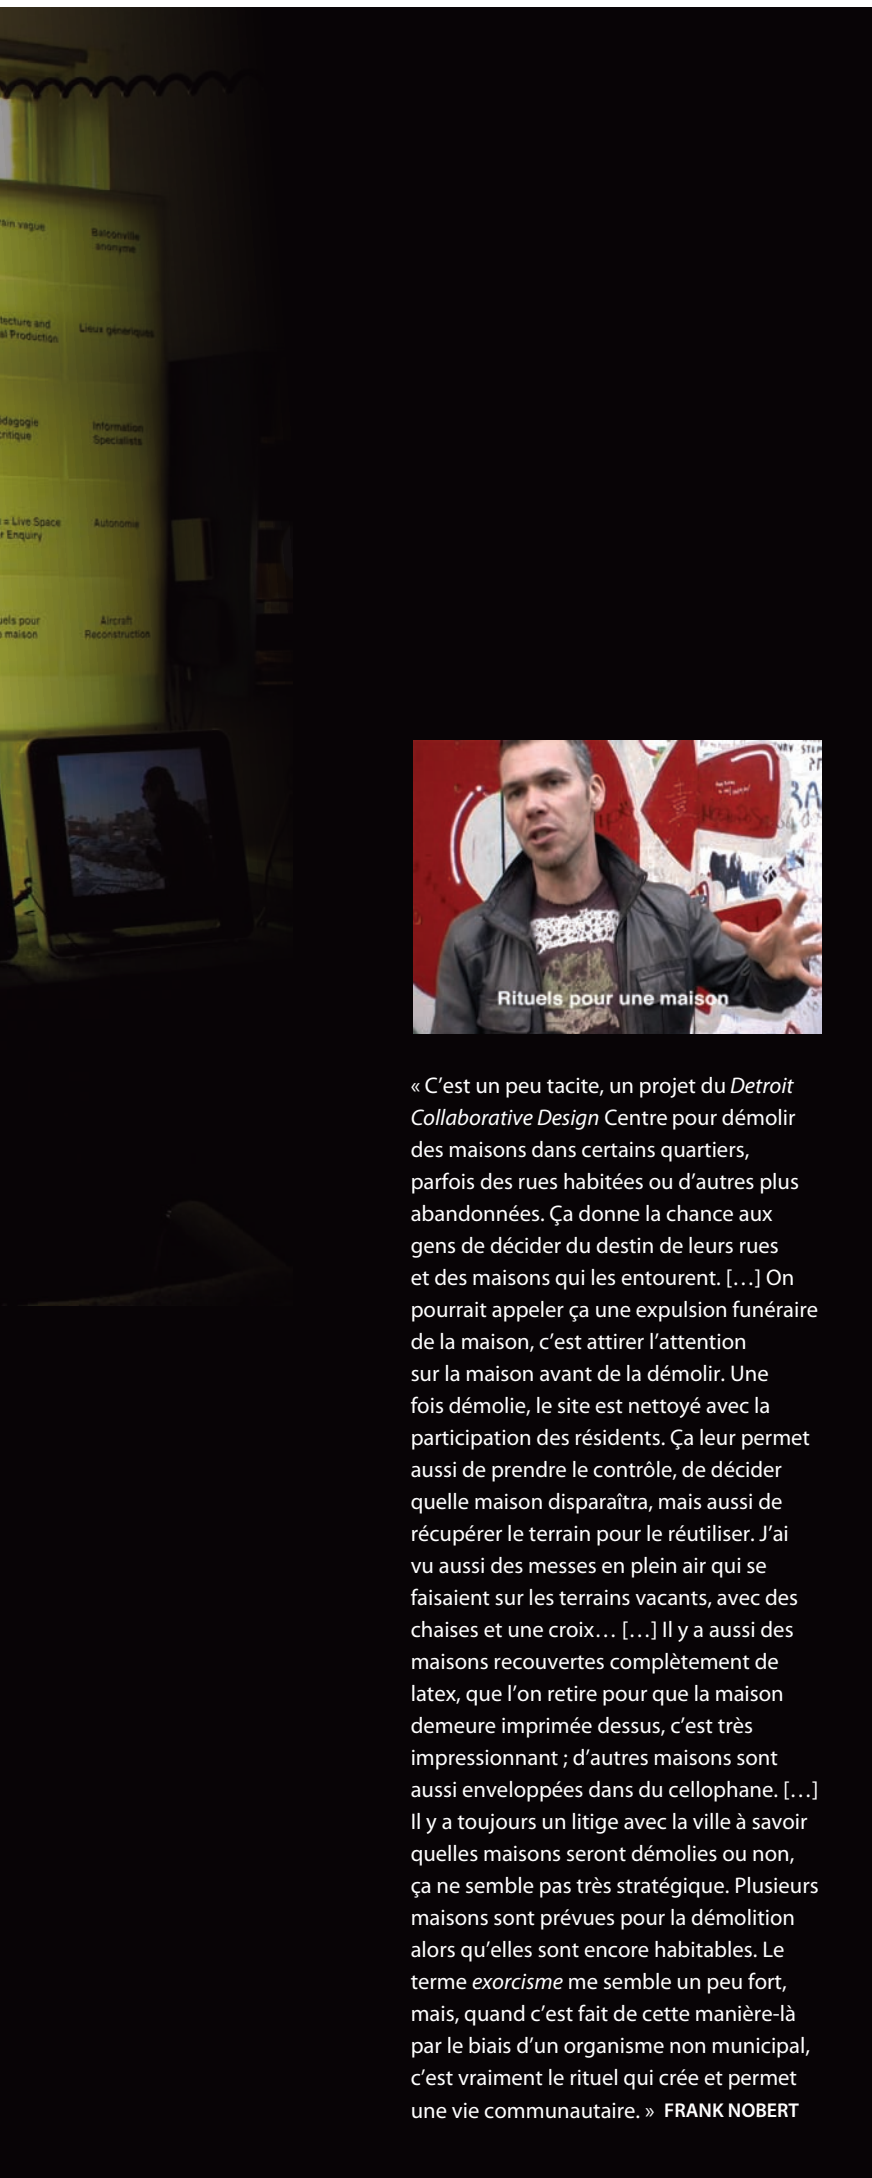 vague
Balconville
anonyme
and
Production
Lieux génériques
critique
Information
Specialists
= Live Space
Enquiry
Autonomie
pour
maison
Aircraft
Reconstruction
Rituels pour une maison
« C’est un peu tacite, un projet du Detroit
Collaborative Design Centre pour démolir
des maisons dans certains quartiers,
parfois des rues habitées ou d’autres plus
abandonnées. Ça donne la chance aux
gens de décider du destin de leurs rues
et des maisons qui les entourent. […] On
pourrait appeler ça une expulsion funéraire
de la maison, c’est attirer l’attention
sur la maison avant de la démolir. Une
fois démolie, le site est nettoyé avec la
participation des résidents. Ça leur permet
aussi de prendre le contrôle, de décider
quelle maison disparaîtra, mais aussi de
récupérer le terrain pour le réutiliser. J’ai
vu aussi des messes en plein air qui se
faisaient sur les terrains vacants, avec des
chaises et une croix… […] Il y a aussi des
maisons recouvertes complètement de
latex, que l’on retire pour que la maison
demeure imprimée dessus, c’est très
impressionnant ; d’autres maisons sont
aussi enveloppées dans du cellophane. […]
Il y a toujours un litige avec la ville à savoir
quelles maisons seront démolies ou non,
ça ne semble pas très stratégique. Plusieurs
maisons sont prévues pour la démolition
alors qu’elles sont encore habitables. Le
terme exorcisme me semble un peu fort,
mais, quand c’est fait de cette manière-là
par le biais d’un organisme non municipal,
c’est vraiment le rituel qui crée et permet
une vie communautaire. » FRANK NOBERT